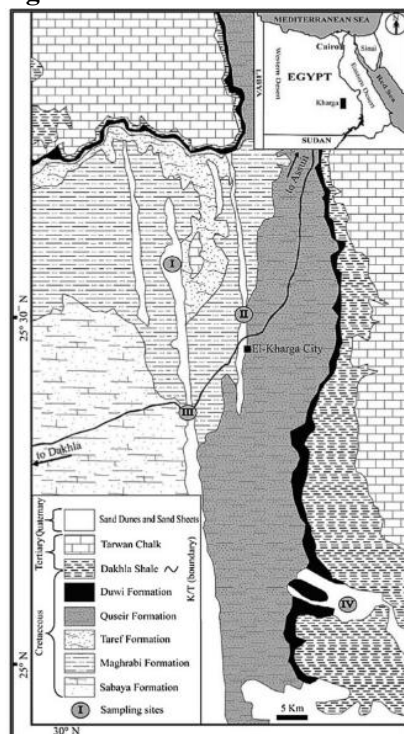 MEDITERRANEAN SEA
Cairo
Sinai
Western Desert
Eastern Desert
EGYPT
Red Sea
LIBYA
Kharga
SUDAN
to Assuit
I
II
25° 30'
El-Kharga City
III
to Dakhla
IV
Quaternary
Sand Dunes and Sand Sheets
Tertiary
Tarwan Chalk
Dakhla Shale
K/T (boundary)
Duwi Formation
Cretaceous
Quseir Formation
Taref Formation
Maghrabi Formation
Sabaya Formation
I Sampling sites
25° N
5 Km
30° N